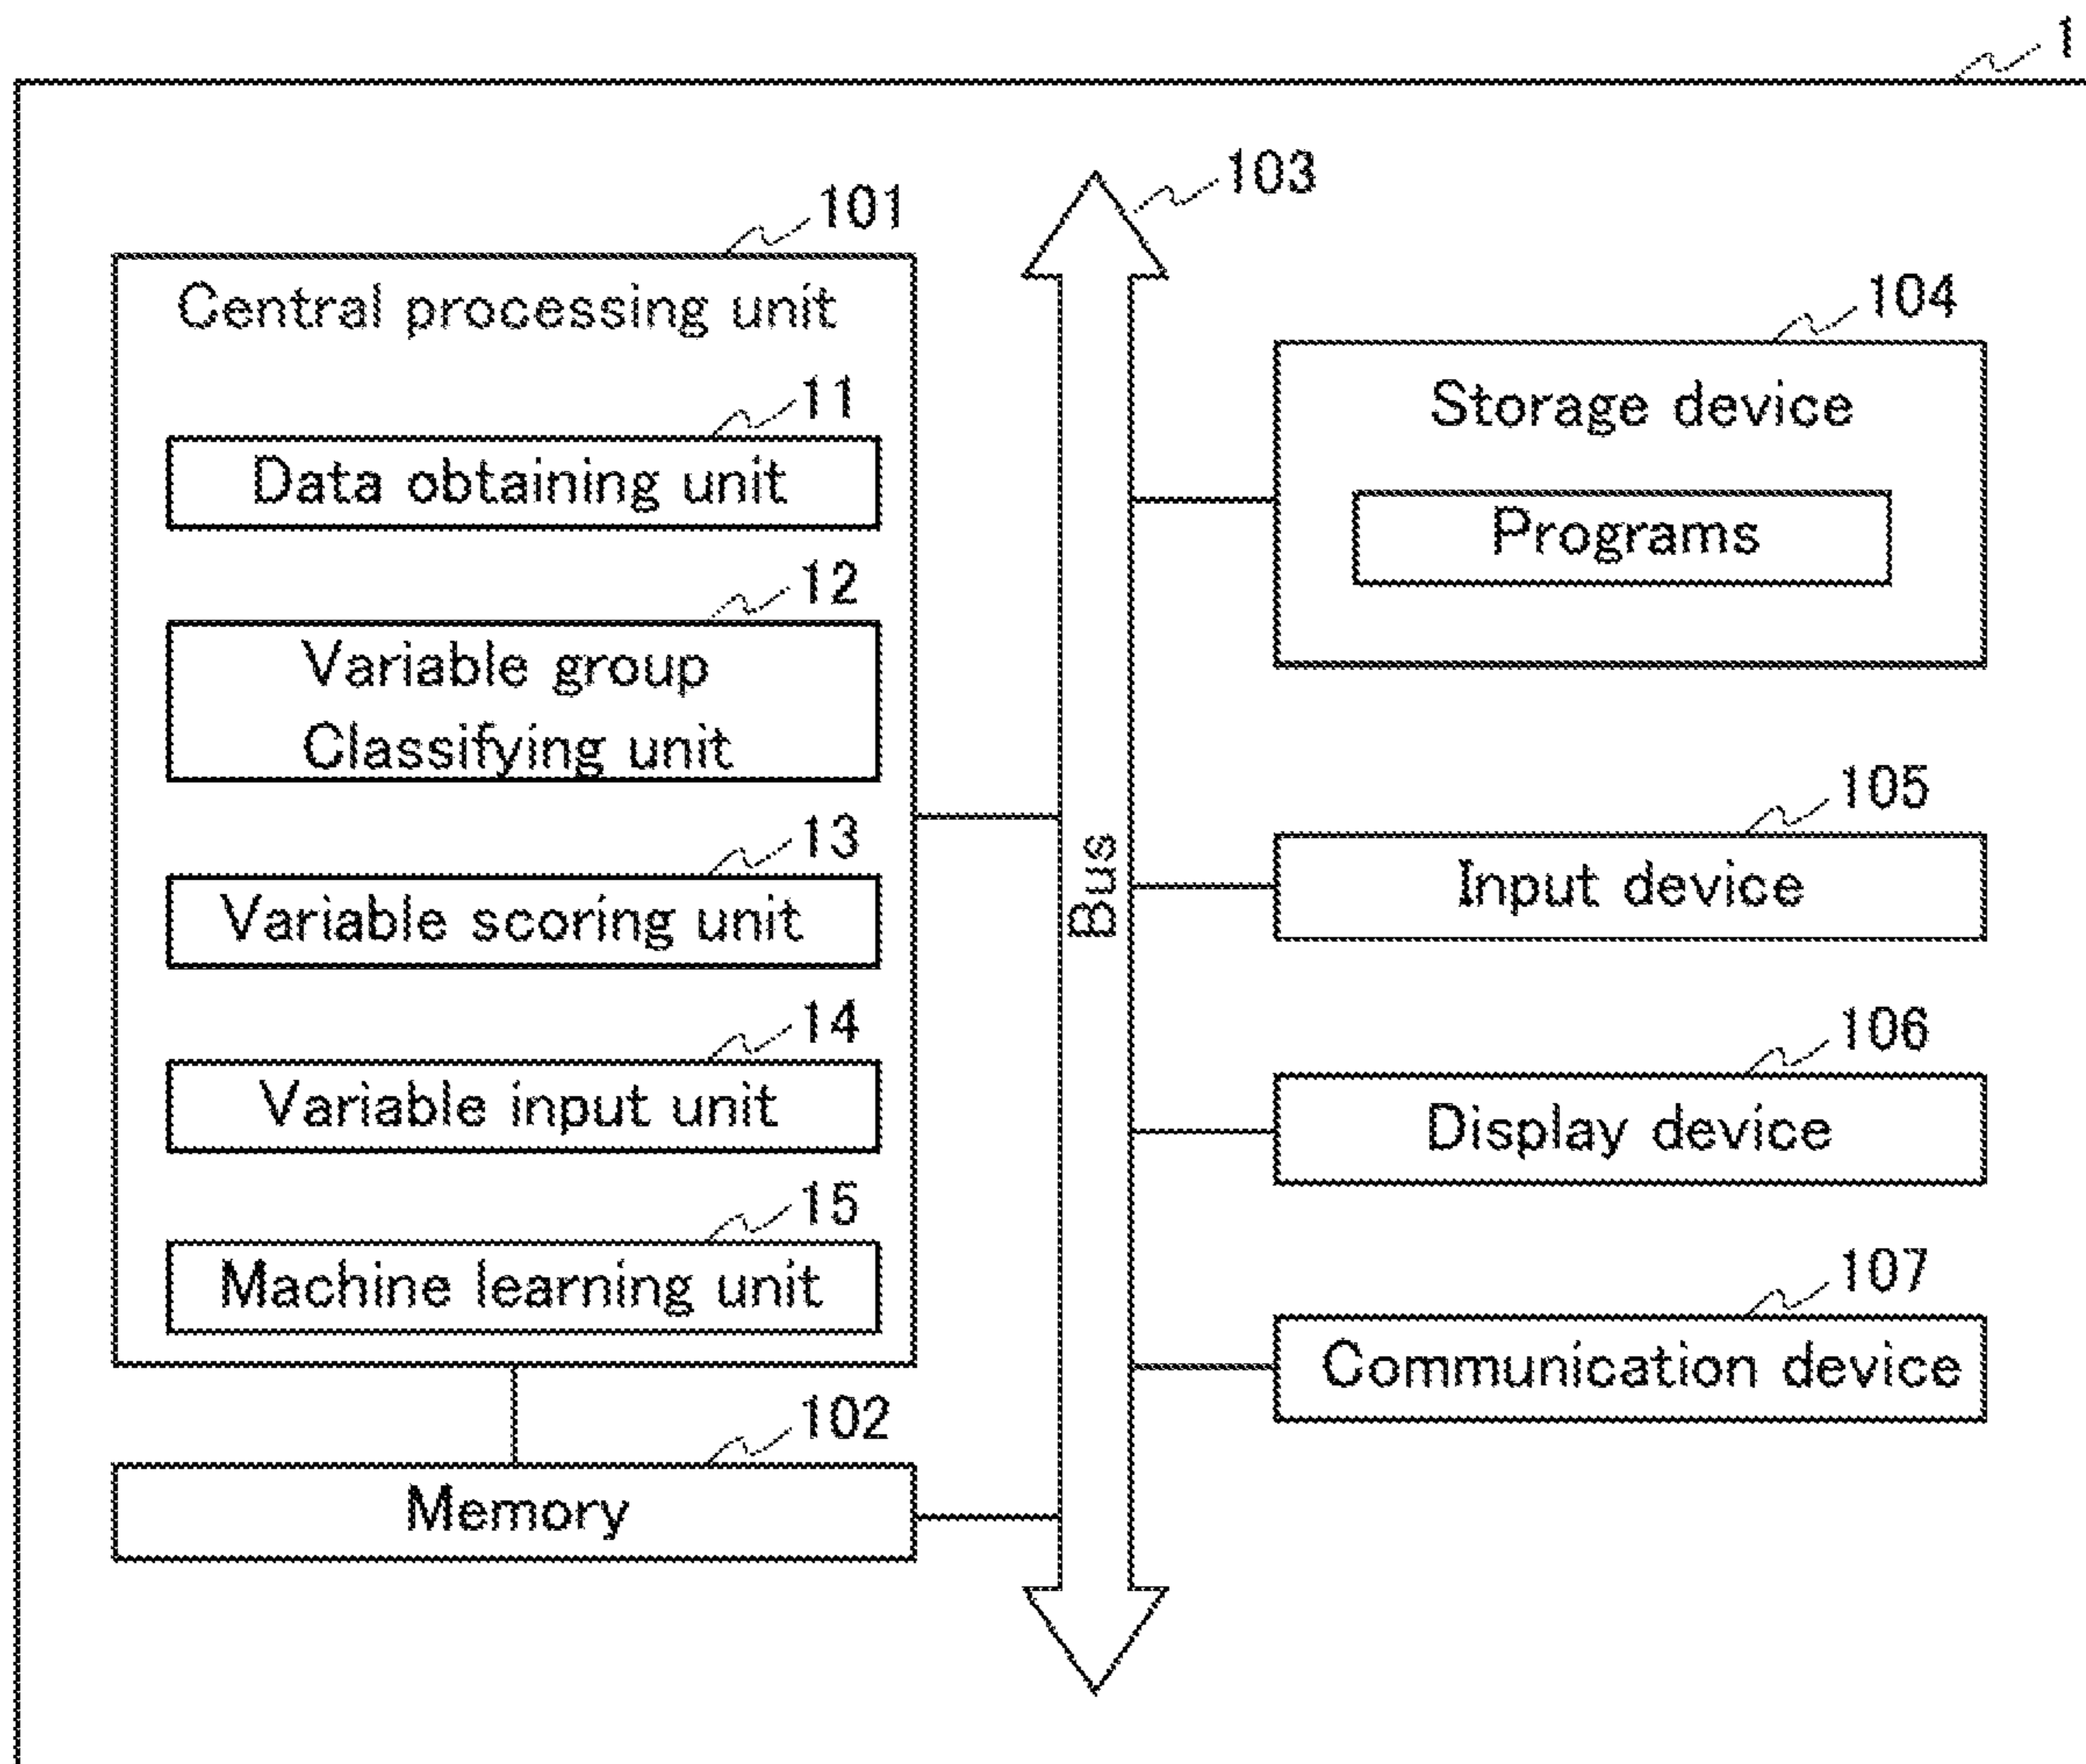 1
103
101
Central processing unit
11
Data obtaining unit
12
Variable group
Classifying unit
13
Variable scoring unit
14
Variable input unit
15
Machine learning unit
102
Memory
Bus
104
Storage device
Programs
105
Input device
106
Display device
107
Communication device